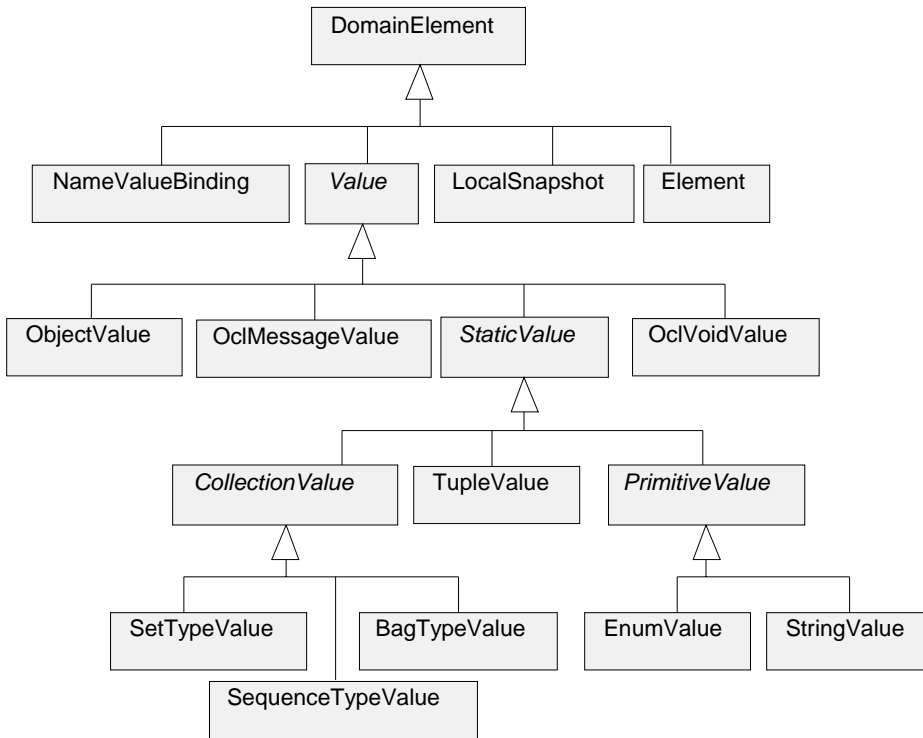 DomainElement
NameValueBinding
Value
LocalSnapshot
Element
ObjectValue
OclMessageValue
StaticValue
OclVoidValue
CollectionValue
TupleValue
PrimitiveValue
SetTypeValue
BagTypeValue
EnumValue
StringValue
SequenceTypeValue